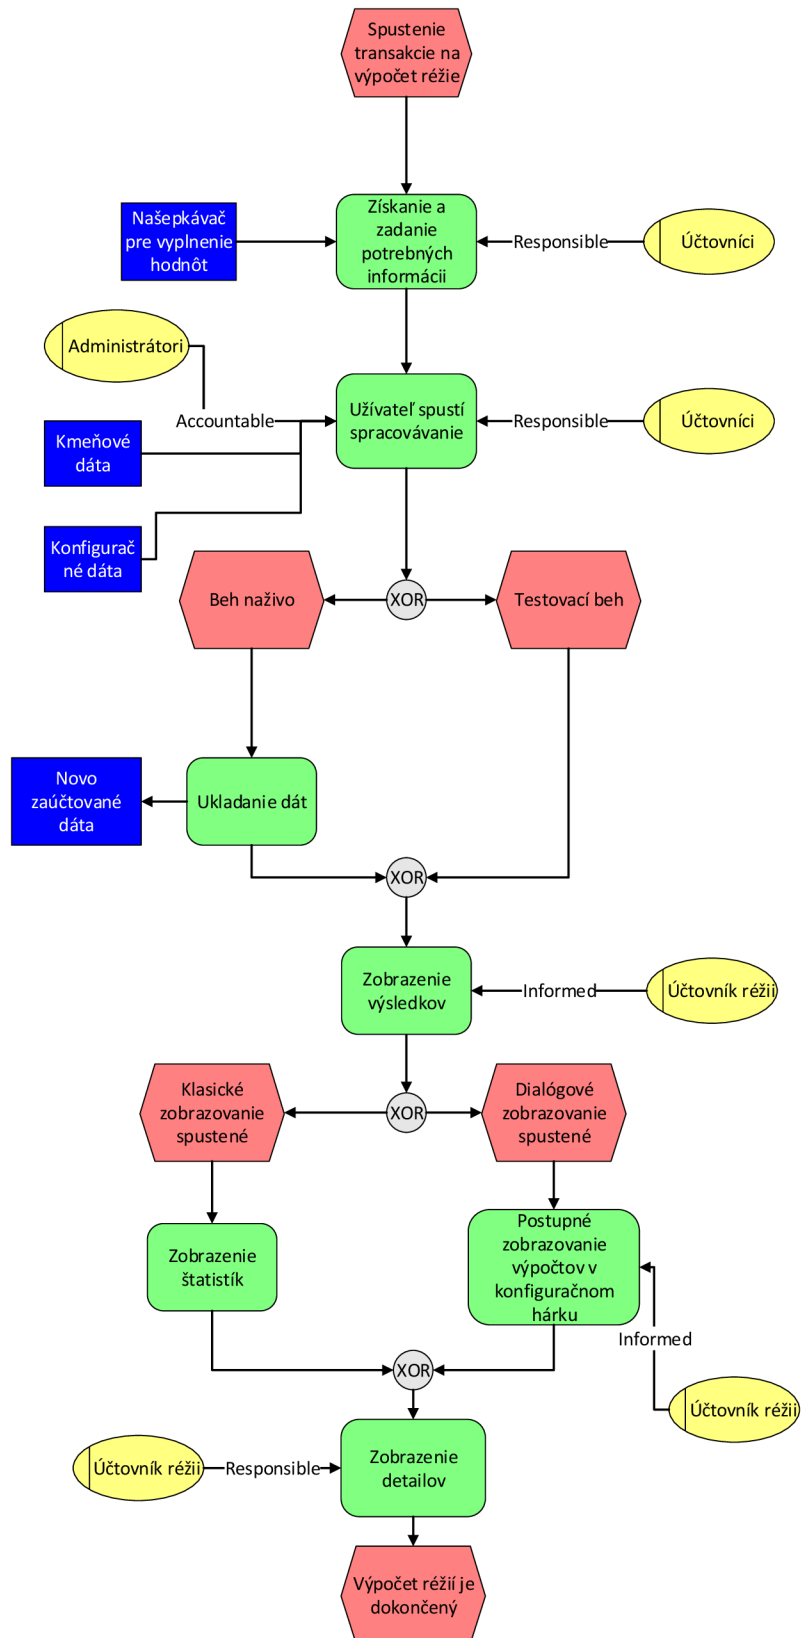 Spustenie
transakcie na
výpočet réžie
Našepkávač
pre vyplnenie
hodnôt
Získanie a
zadanie
potrebných
informácii
Responsible
Účtovníci
Administrátori
Accountable
Užívateľ spustí
spracovávanie
Responsible
Účtovníci
Kmeňové
dáta
Konfigurač
né dáta
Beh naživo
XOR
Testovací beh
Novo
zaúčtované
dáta
Ukladanie dát
XOR
Zobrazenie
výsledkov
Informed
Účtovník réžii
Klasické
zobrazovanie
spustené
XOR
Dialógové
zobrazovanie
spustené
Zobrazenie
štatistík
Postupné
zobrazovanie
výpočtov v
konfiguračnom
hárku
Informed
XOR
Účtovník réžii
Účtovník réžii
Responsible
Zobrazenie
detailov
Výpočet réžií je
dokončený